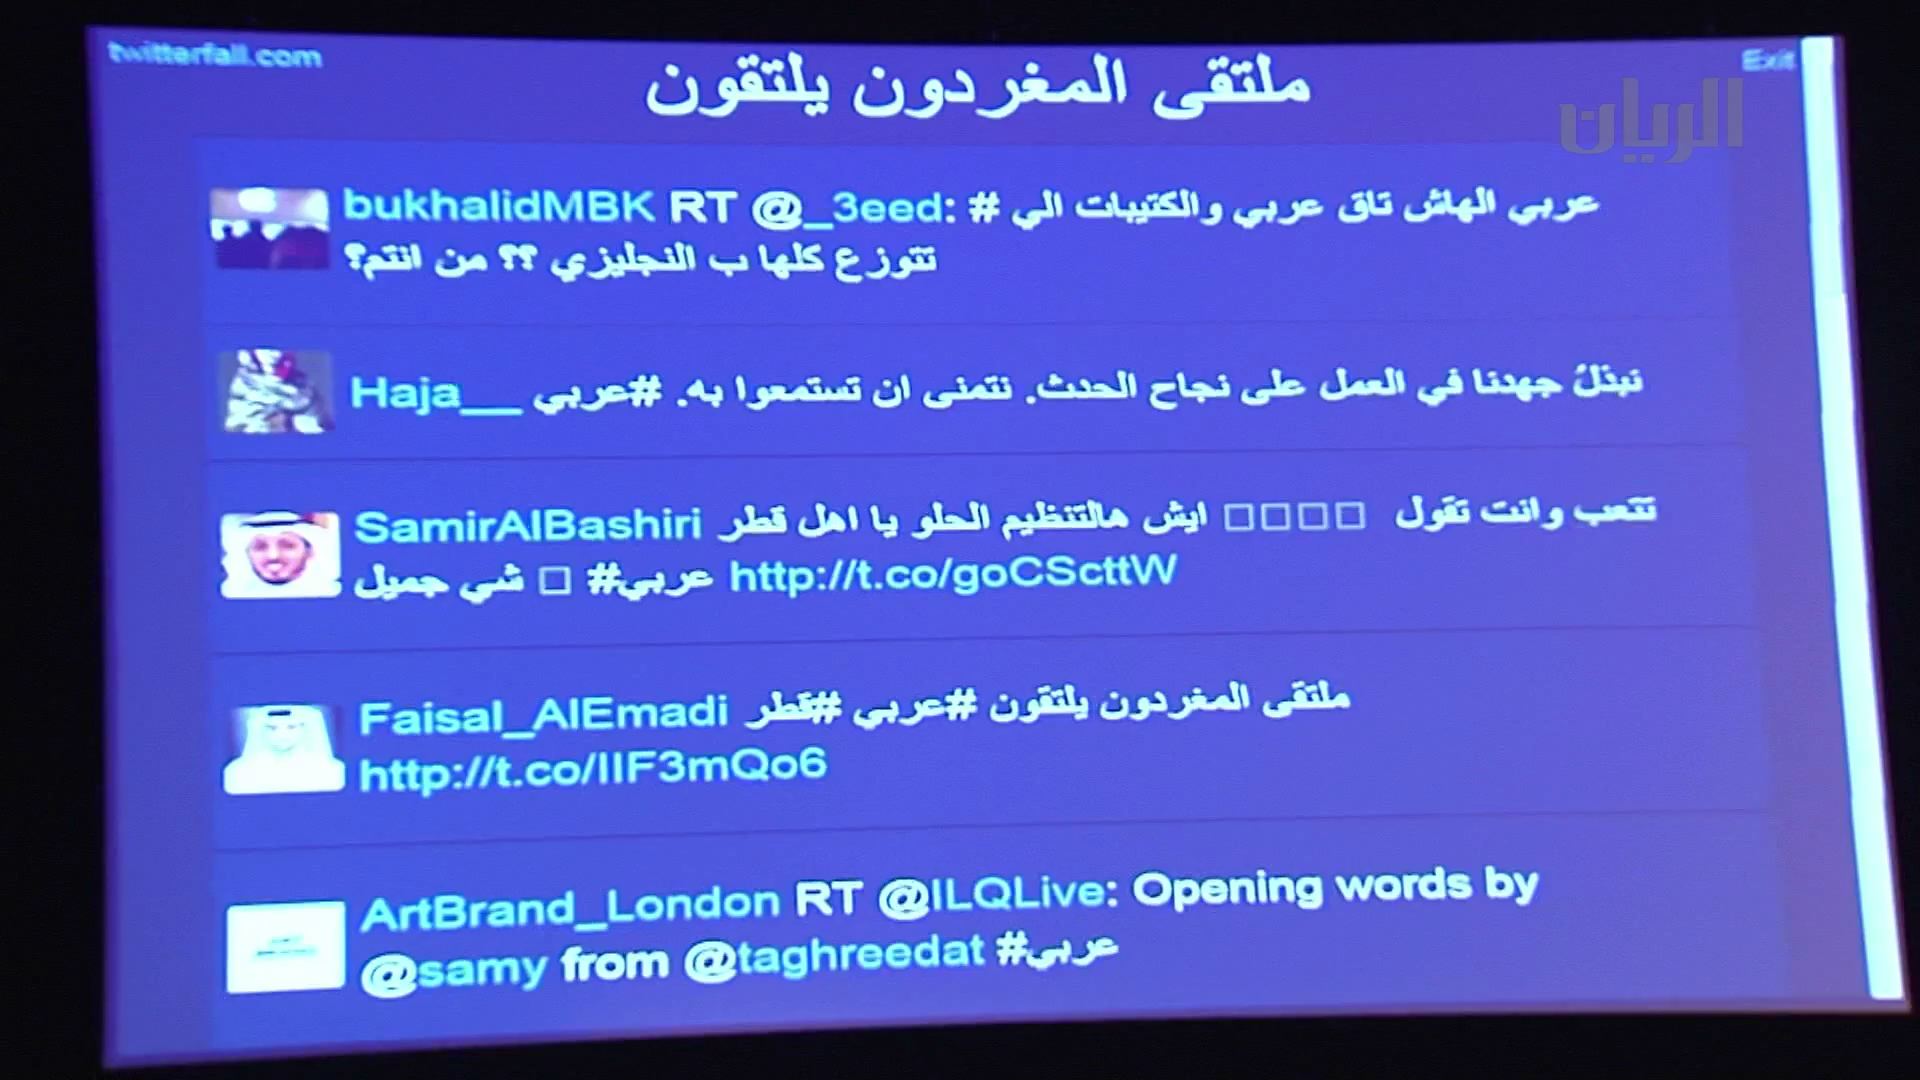 twitterfall.com
ملتقى المغردون يلتقون
Exit
الريان
bukhalidMBK RT @_3eed: # عربي الهاش تاق عربي والكتيبات الي
تتوزع كلها ب النجليزي ؟؟ من انتم؟
Haja__ نبذلُ جهدنا في العمل على نجاح الحدث. نتمنى ان تستمعوا به. #عربي
SamirAlBashiri تتعب وانت تقول □□□□ ايش هالتنظيم الحلو يا اهل قطر
شي جميل □ #عربي http://t.co/goCScttW
Faisal_AlEmadi ملتقى المغردون يلتقون #عربي #قطر
http://t.co/IIF3mQo6
ArtBrand_London RT @ILQLive: Opening words by
@samy from @taghreedat #عربي